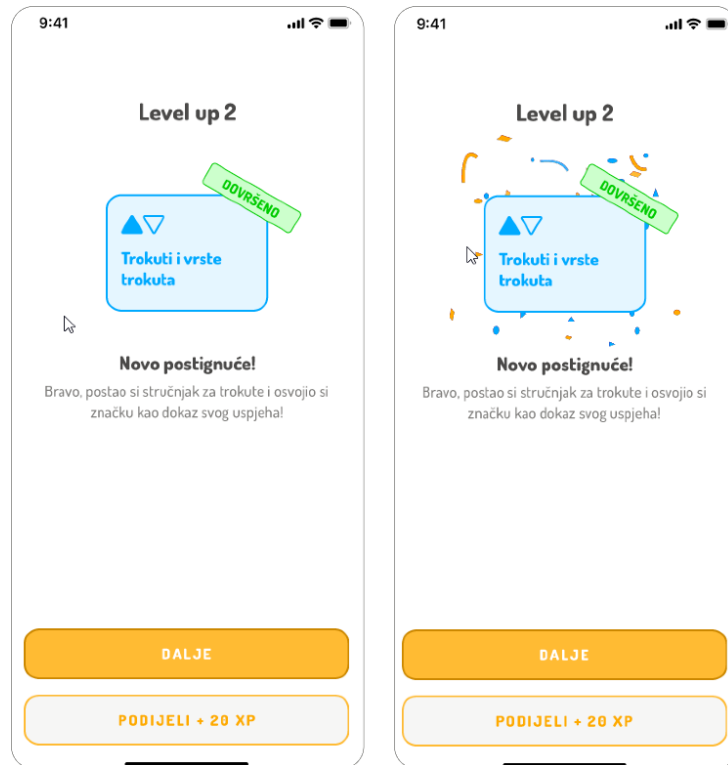 9:41
Level up 2
DOVRŠENO
Trokuti i vrste
trokuta
Novo postignuće!
Bravo, postao si stručnjak za trokute i osvojio si
značku kao dokaz svog uspjeha!
DALJE
PODIJELI + 20 XP
9:41
Level up 2
DOVRŠENO
Trokuti i vrste
trokuta
Novo postignuće!
Bravo, postao si stručnjak za trokute i osvojio si
značku kao dokaz svog uspjeha!
DALJE
PODIJELI + 20 XP